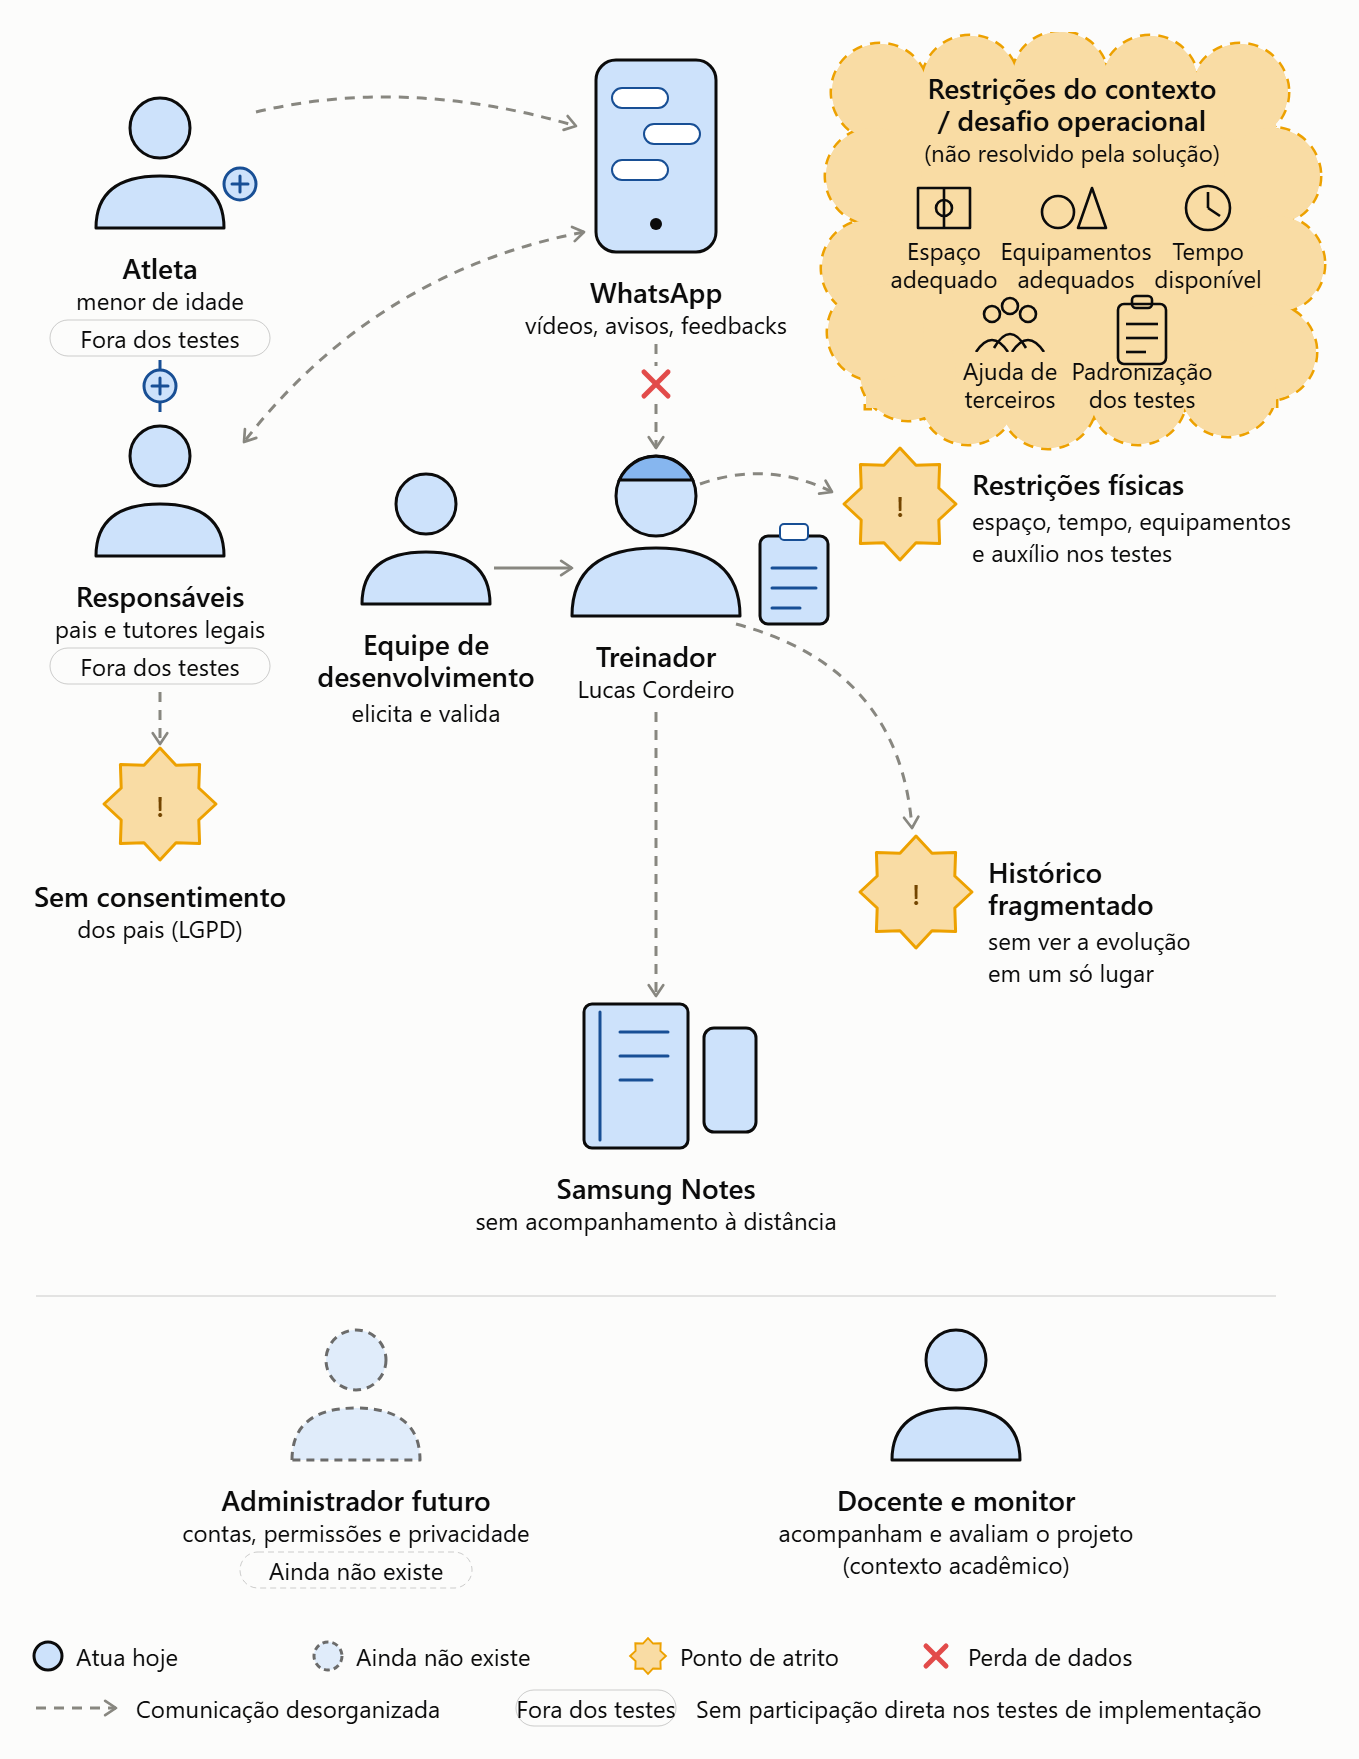 Restrições do contexto
/ desafio operacional
(não resolvido pela solução)
Espaço
adequado
Equipamentos
adequados
Tempo
disponível
Ajuda de
terceiros
Padronização
dos testes
Atleta
menor de idade
Fora dos testes
WhatsApp
vídeos, avisos, feedbacks
!
Restrições físicas
espaço, tempo, equipamentos
e auxílio nos testes
Responsáveis
pais e tutores legais
Fora dos testes
Equipe de
desenvolvimento
elicita e valida
Treinador
Lucas Cordeiro
!
Sem consentimento
dos pais (LGPD)
!
Histórico
fragmentado
sem ver a evolução
em um só lugar
Samsung Notes
sem acompanhamento à distância
Administrador futuro
contas, permissões e privacidade
Ainda não existe
Docente e monitor
acompanham e avaliam o projeto
(contexto acadêmico)
Atua hoje
Ainda não existe
Ponto de atrito
Perda de dados
Comunicação desorganizada
Fora dos testes
Sem participação direta nos testes de implementação